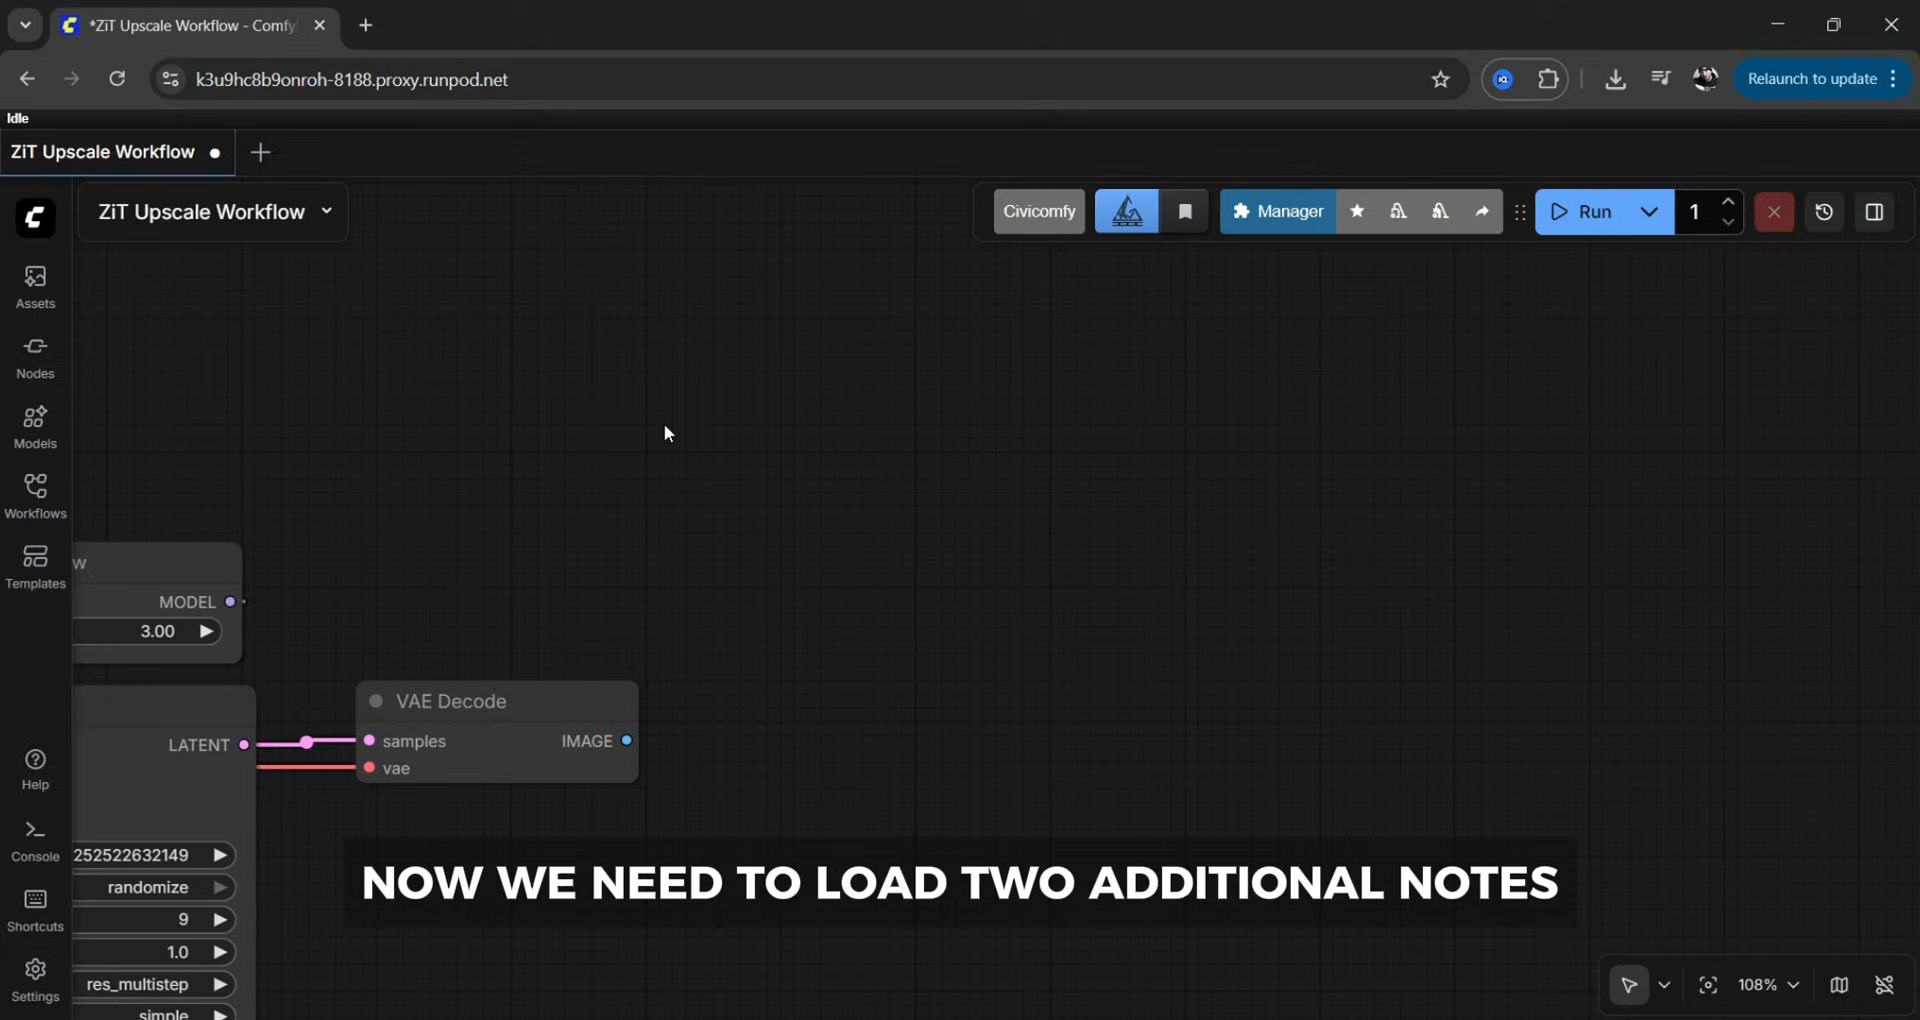 *ZiT Upscale Workflow - Comfy
k3u9hc8b9onroh-8188.proxy.runpod.net
Relaunch to update
Idle
ZiT Upscale Workflow
ZiT Upscale Workflow
Civicomfy
Manager
Run
1
Assets
Nodes
Models
Workflows
Templates
Help
Console
Shortcuts
Settings
w
MODEL
3.00
LATENT
252522632149
randomize
9
1.0
res_multistep
simple
VAE Decode
samples
IMAGE
vae
NOW WE NEED TO LOAD TWO ADDITIONAL NOTES
108%